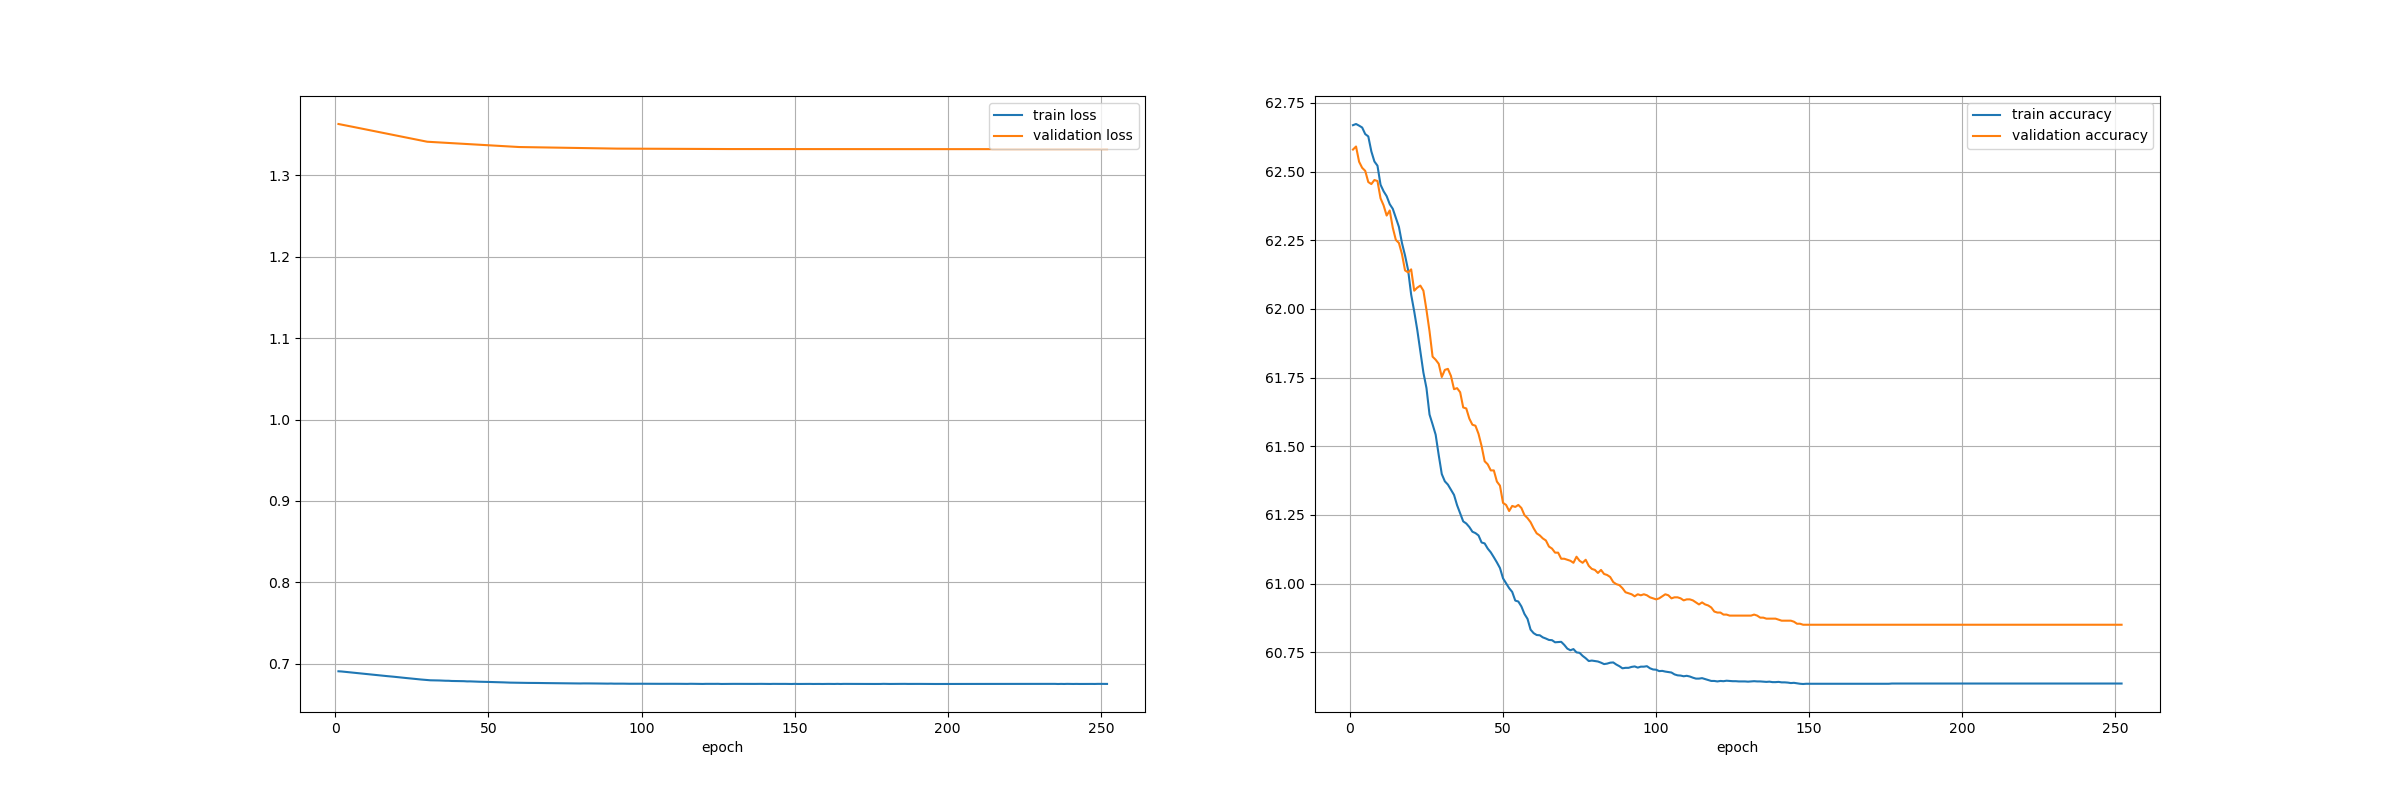 train loss
validation loss
1.3
1.2
1.1
1.0
0.9
0.8
0.7
0 50 100 150 200 250
epoch
train accuracy
validation accuracy
62.75
62.50
62.25
62.00
61.75
61.50
61.25
61.00
60.75
0 50 100 150 200 250
epoch